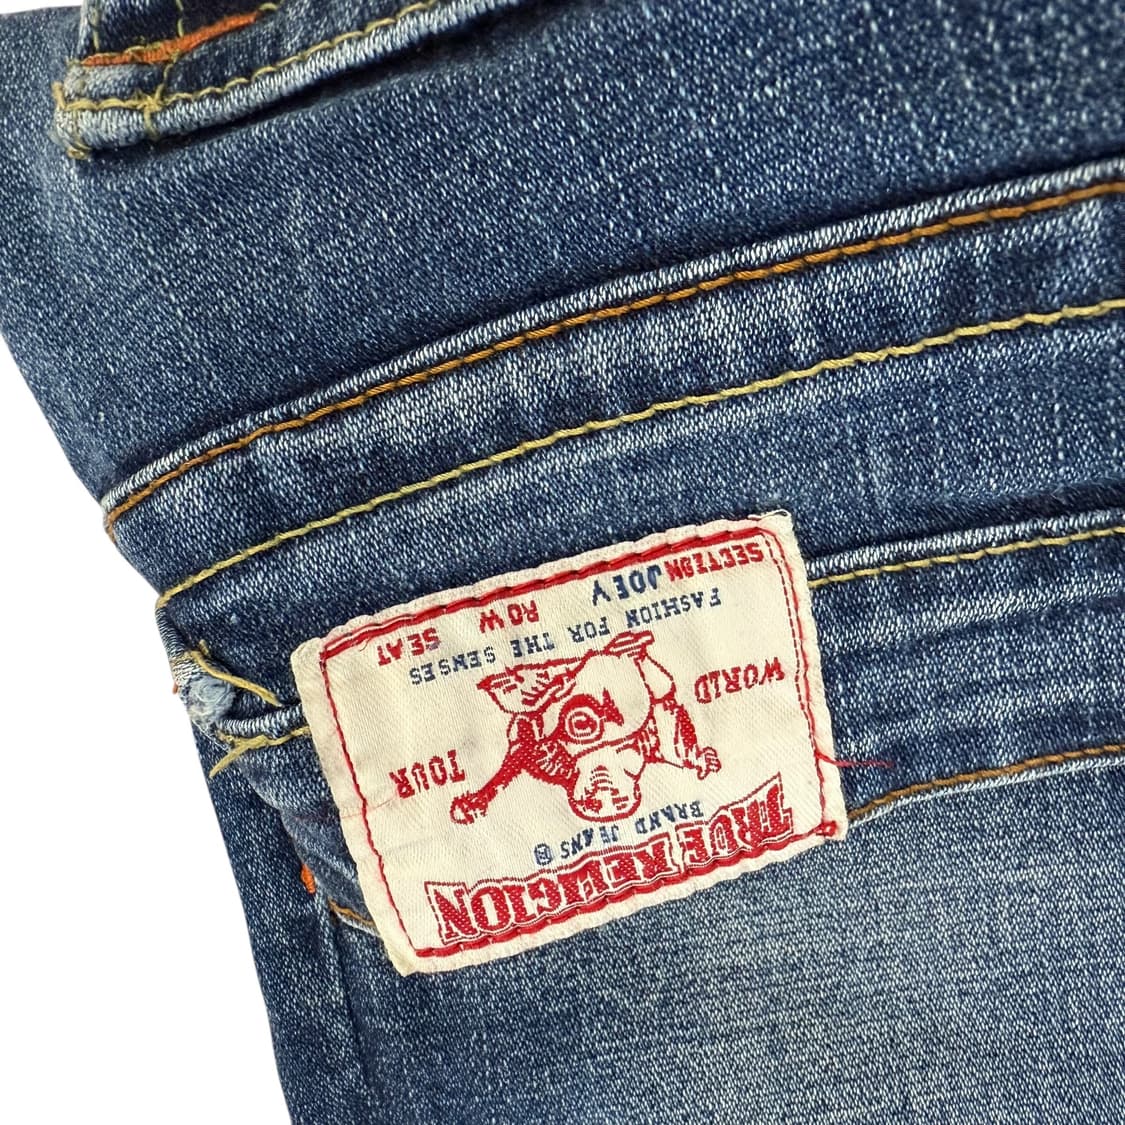 TRUE RELIGION
BRAND JEANS ®
WORLD TOUR
FASHION FOR THE SENSES
SECTION ROW SEAT
JOEY